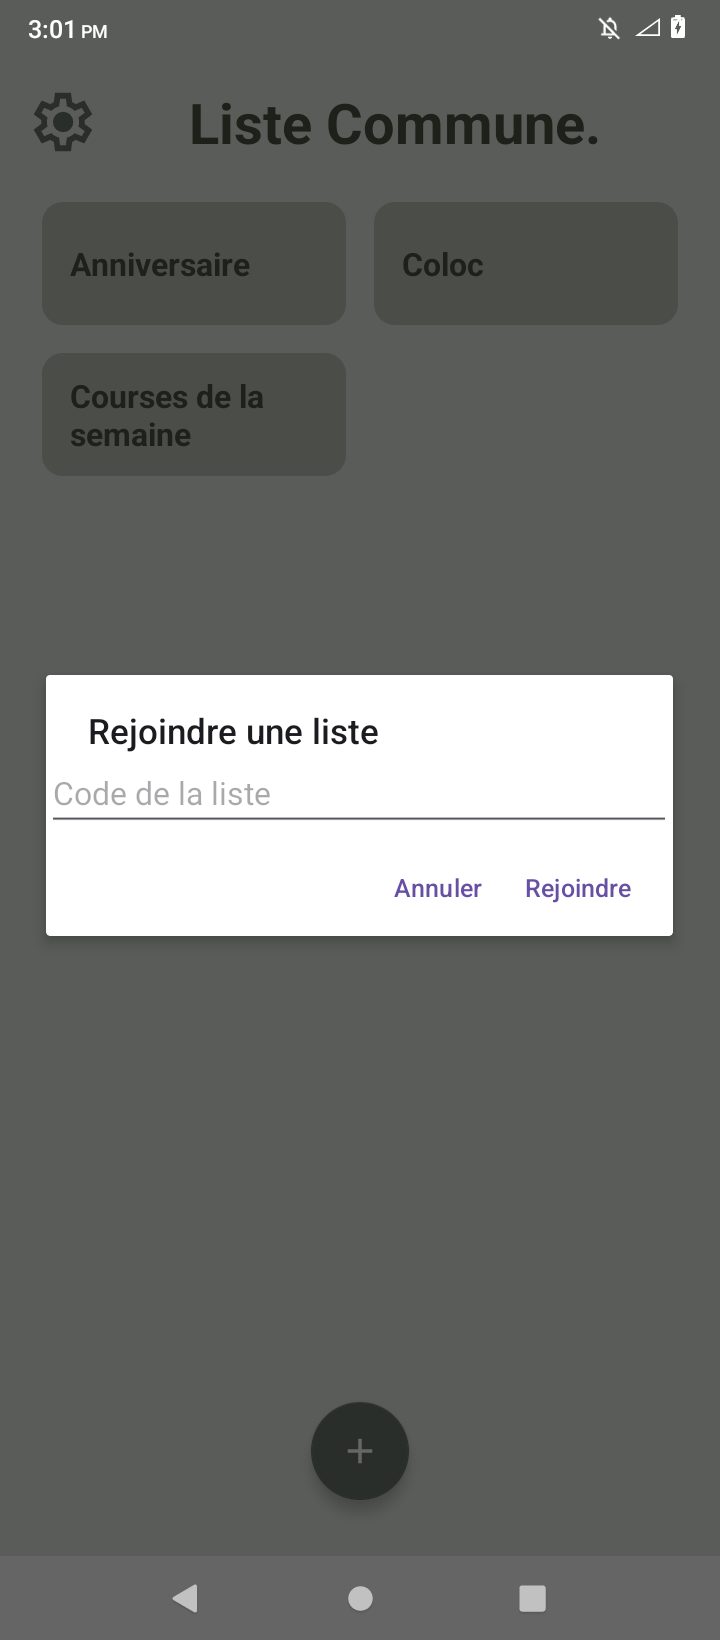 3:01 PM
Liste Commune.
Anniversaire
Coloc
Courses de la
semaine
Rejoindre une liste
Code de la liste
Annuler
Rejoindre